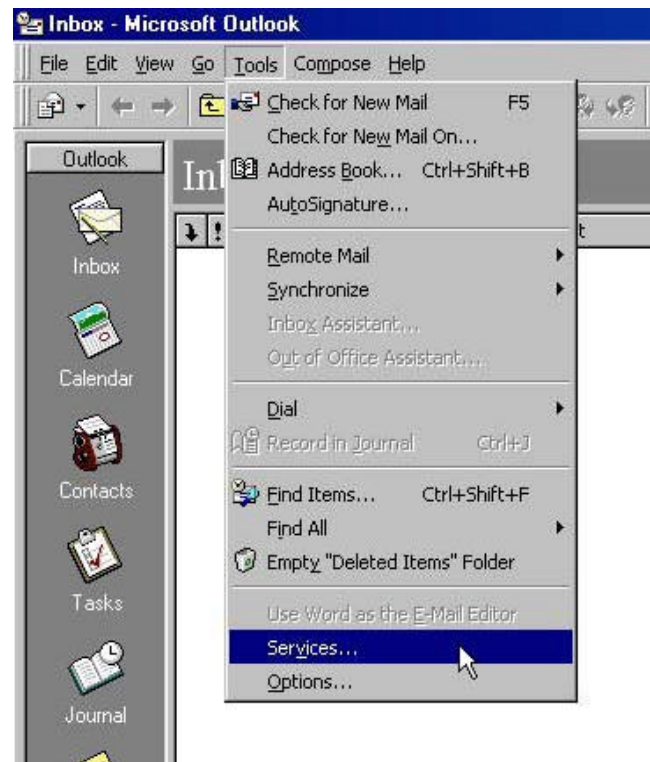 Inbox - Microsoft Outlook
File Edit View Go Tools Compose Help
Outlook
Inbox
Calendar
Contacts
Tasks
Journal
Check for New Mail F5
Check for New Mail On...
Address Book... Ctrl+Shift+B
AutoSignature...
Remote Mail
Synchronize
Inbox Assistant...
Out of Office Assistant...
Dial
Record in Journal Ctrl+J
Find Items... Ctrl+Shift+F
Find All
Empty "Deleted Items" Folder
Use Word as the E-Mail Editor
Services...
Options...